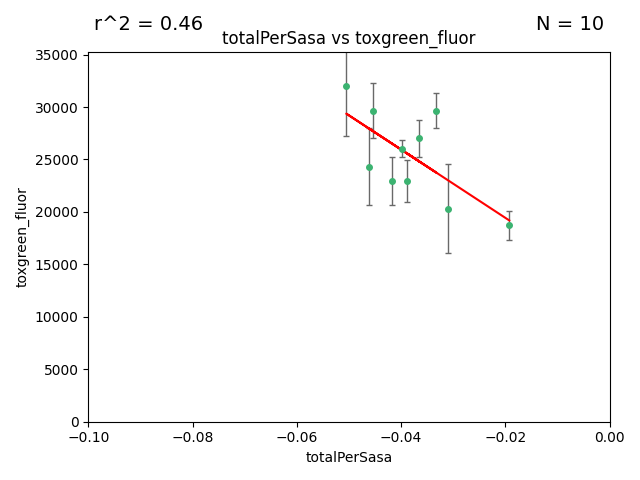 r^2 = 0.46
N = 10
totalPerSasa vs toxgreen_fluor
35000
30000
25000
20000
15000
10000
5000
0
toxgreen_fluor
−0.10
−0.08
−0.06
−0.04
−0.02
0.00
totalPerSasa